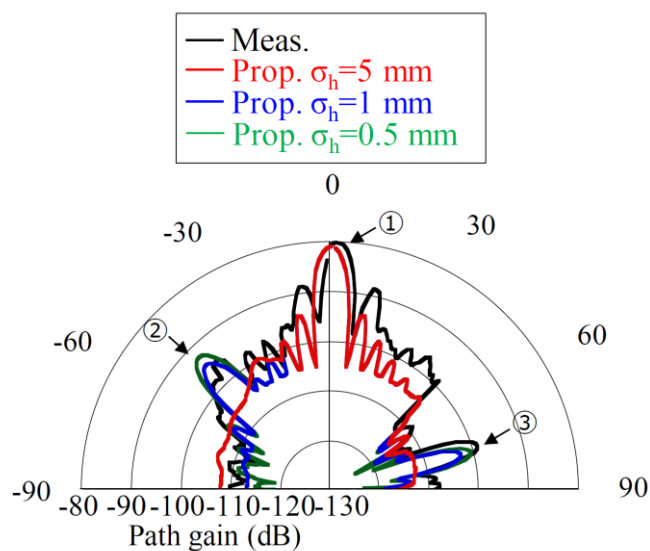 Meas.
Prop. σh=5 mm
Prop. σh=1 mm
Prop. σh=0.5 mm
0
-30
①
30
-60
②
60
③
-90
90
-80 -90 -100 -110 -120 -130
Path gain (dB)